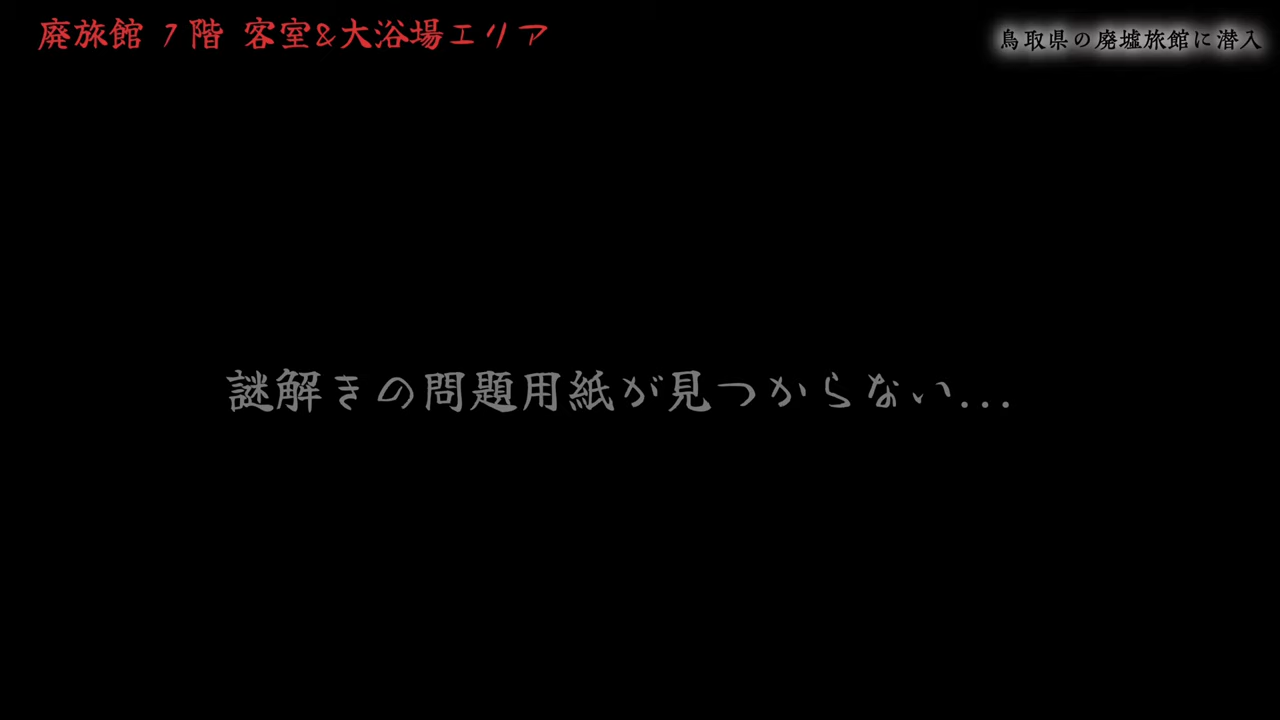 廃旅館 1階 客室&大浴場エリア
鳥取県の廃墟旅館に潜入
謎解きの問題用紙が見つからない...